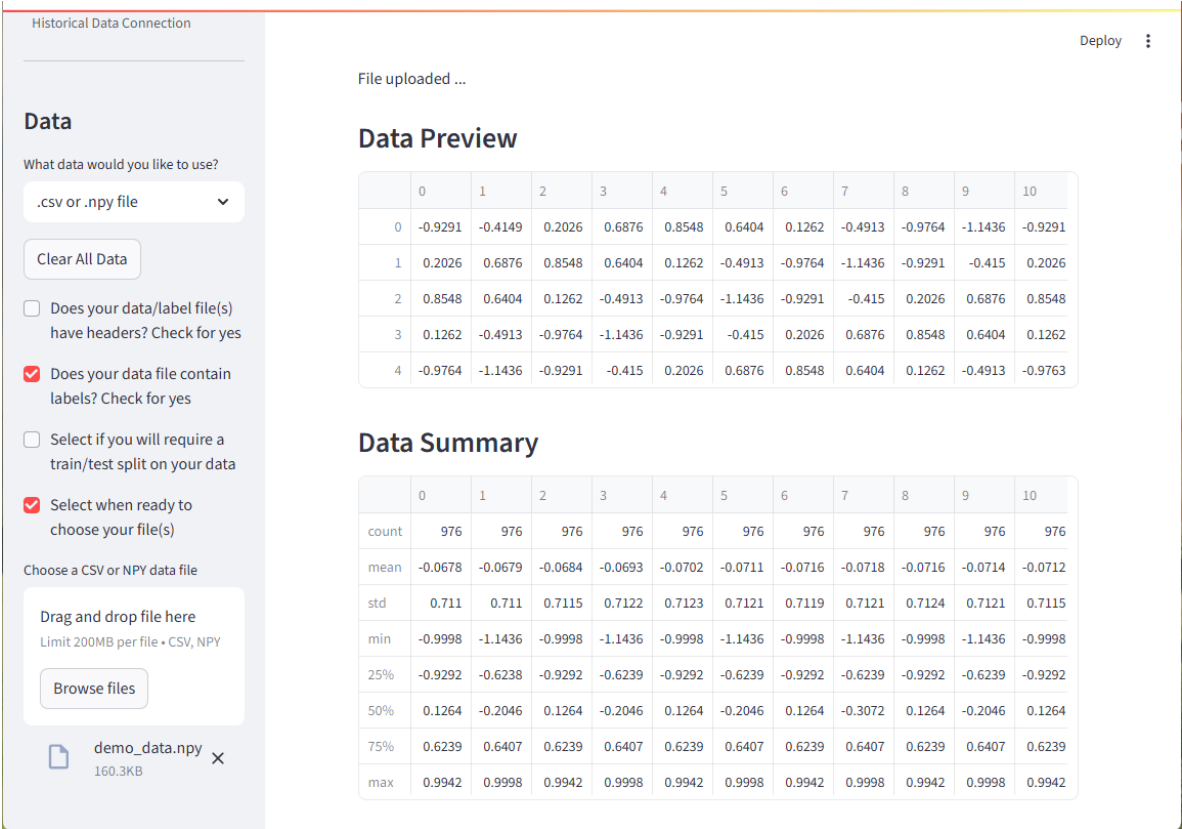 Historical Data Connection
Data
What data would you like to use?
.csv or .npy file
Clear All Data
Does your data/label file(s)
have headers? Check for yes
Does your data file contain
labels? Check for yes
Select if you will require a
train/test split on your data
Select when ready to
choose your file(s)
Choose a CSV or NPY data file
Drag and drop file here
Limit 200MB per file • CSV, NPY
Browse files
demo_data.npy
160.3KB
Deploy
File uploaded ...
Data Preview
0 1 2 3 4 5 6 7 8 9 10
0 -0.9291 -0.4149 0.2026 0.6876 0.8548 0.6404 0.1262 -0.4913 -0.9764 -1.1436 -0.9291
1 0.2026 0.6876 0.8548 0.6404 0.1262 -0.4913 -0.9764 -1.1436 -0.9291 -0.415 0.2026
2 0.8548 0.6404 0.1262 -0.4913 -0.9764 -1.1436 -0.9291 -0.415 0.2026 0.6876 0.8548
3 0.1262 -0.4913 -0.9764 -1.1436 -0.9291 -0.415 0.2026 0.6876 0.8548 0.6404 0.1262
4 -0.9764 -1.1436 -0.9291 -0.415 0.2026 0.6876 0.8548 0.6404 0.1262 -0.4913 -0.9763
Data Summary
0 1 2 3 4 5 6 7 8 9 10
count 976 976 976 976 976 976 976 976 976 976 976
mean -0.0678 -0.0679 -0.0684 -0.0693 -0.0702 -0.0711 -0.0716 -0.0718 -0.0716 -0.0714 -0.0712
std 0.711 0.711 0.7115 0.7122 0.7123 0.7121 0.7119 0.7121 0.7124 0.7121 0.7115
min -0.9998 -1.1436 -0.9998 -1.1436 -0.9998 -1.1436 -0.9998 -1.1436 -0.9998 -1.1436 -0.9998
25% -0.9292 -0.6238 -0.9292 -0.6239 -0.9292 -0.6239 -0.9292 -0.6239 -0.9292 -0.6239 -0.9292
50% 0.1264 -0.2046 0.1264 -0.2046 0.1264 -0.2046 0.1264 -0.3072 0.1264 -0.2046 0.1264
75% 0.6239 0.6407 0.6239 0.6407 0.6239 0.6407 0.6239 0.6407 0.6239 0.6407 0.6239
max 0.9942 0.9998 0.9942 0.9998 0.9942 0.9998 0.9942 0.9998 0.9942 0.9998 0.9942